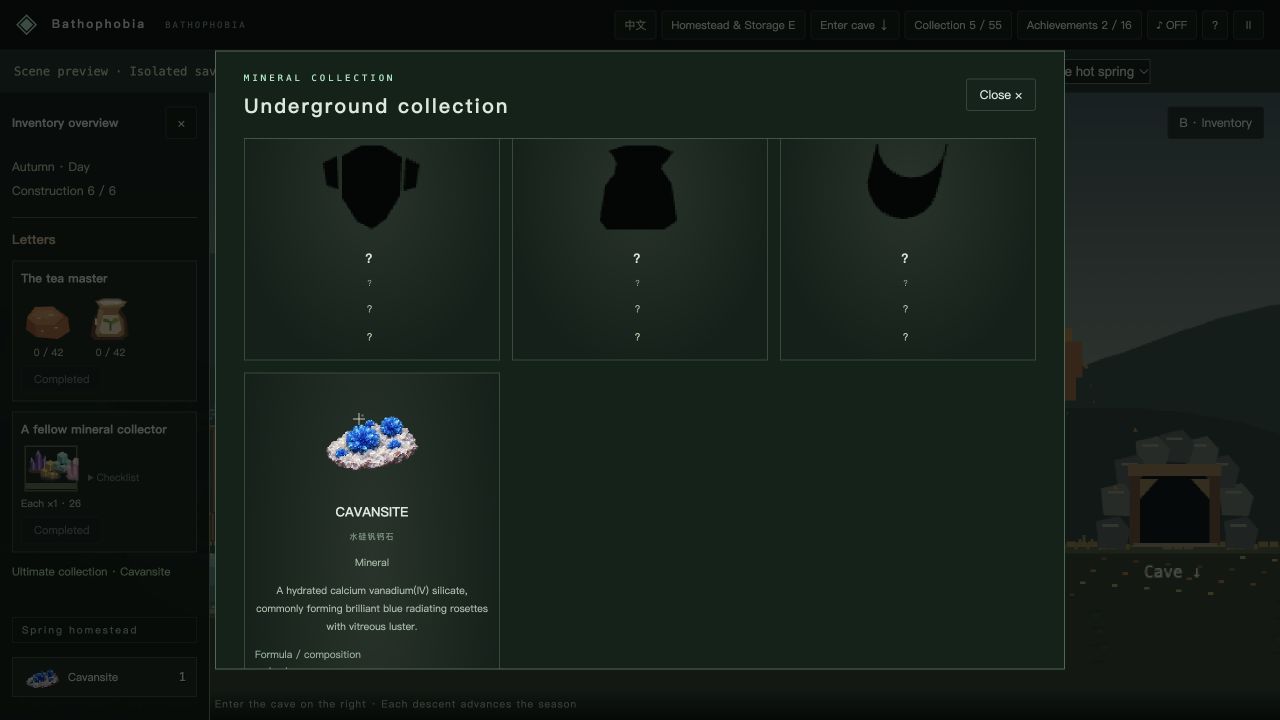 Bathophobia BATHOPHOBIA
中文 Homestead & Storage E Enter cave ↓ Collection 5 / 55 Achievements 2 / 16 ♪ OFF ? II
Scene preview · Isolated sav
e hot spring
MINERAL COLLECTION
Underground collection
Close ×
Inventory overview ×
B · Inventory
Autumn · Day
Construction 6 / 6
Letters
The tea master
0 / 42 0 / 42
Completed
A fellow mineral collector
▸ Checklist
Each ×1 · 26
Completed
Ultimate collection · Cavansite
Spring homestead
Cavansite 1
? ? ?
? ? ?
? ? ?
? ? ?
CAVANSITE
水硅钒钙石
Mineral
A hydrated calcium vanadium(IV) silicate,
commonly forming brilliant blue radiating rosettes
with vitreous luster.
Formula / composition
Cave ↓
Enter the cave on the right · Each descent advances the season